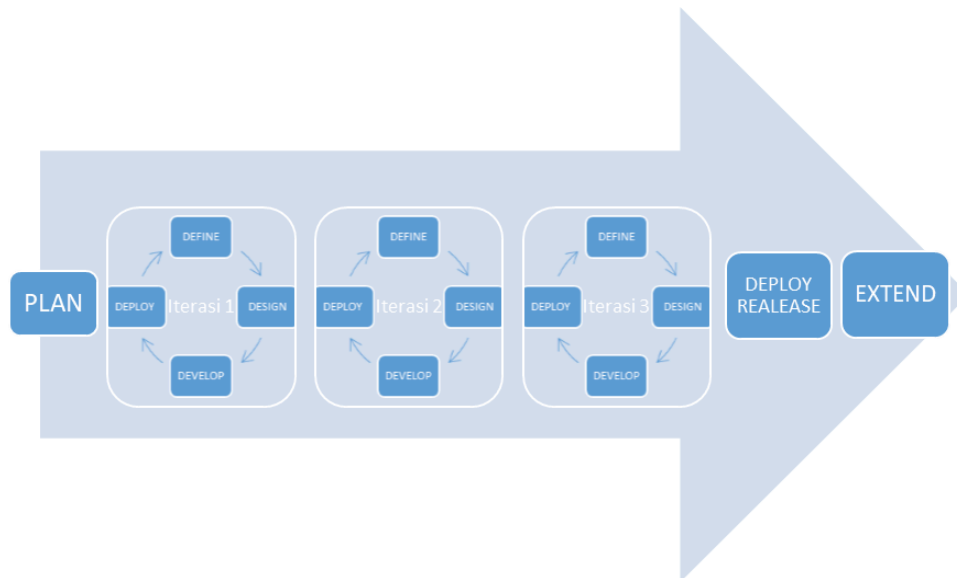 PLAN
DEFINE
DEPLOY
Iterasi 1
DESIGN
DEVELOP
DEFINE
DEPLOY
Iterasi 2
DESIGN
DEVELOP
DEFINE
DEPLOY
Iterasi 3
DESIGN
DEVELOP
DEPLOY
REALEASE
EXTEND